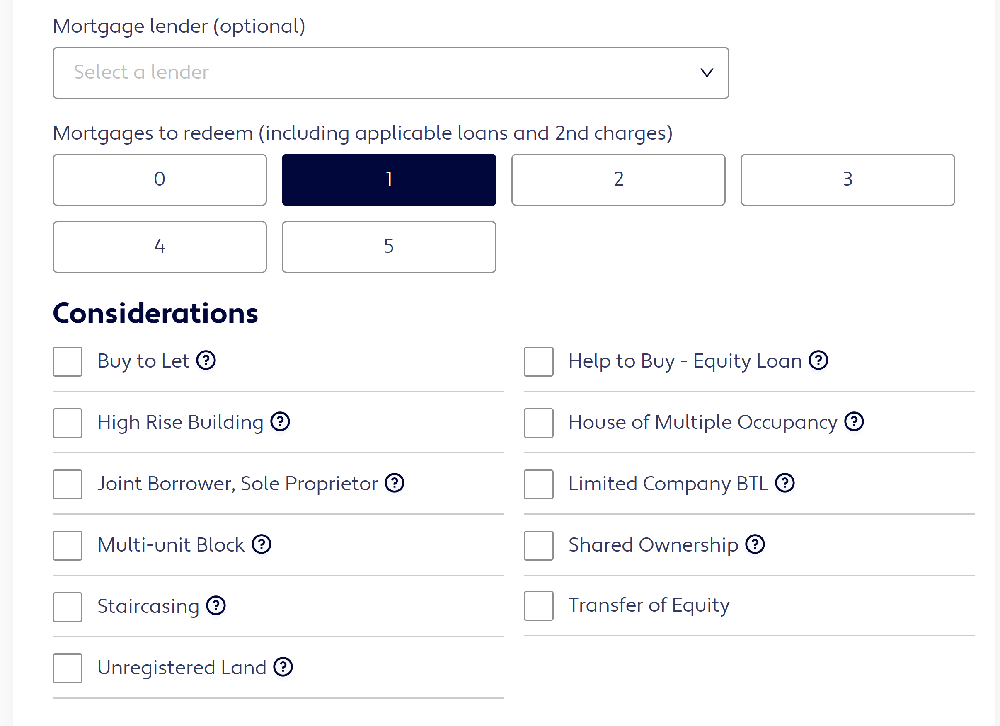 Mortgage lender (optional)
Select a lender
Mortgages to redeem (including applicable loans and 2nd charges)
0 1 2 3
4 5
Considerations
Buy to Let ? Help to Buy - Equity Loan ?
High Rise Building ? House of Multiple Occupancy ?
Joint Borrower, Sole Proprietor ? Limited Company BTL ?
Multi-unit Block ? Shared Ownership ?
Staircasing ? Transfer of Equity
Unregistered Land ?